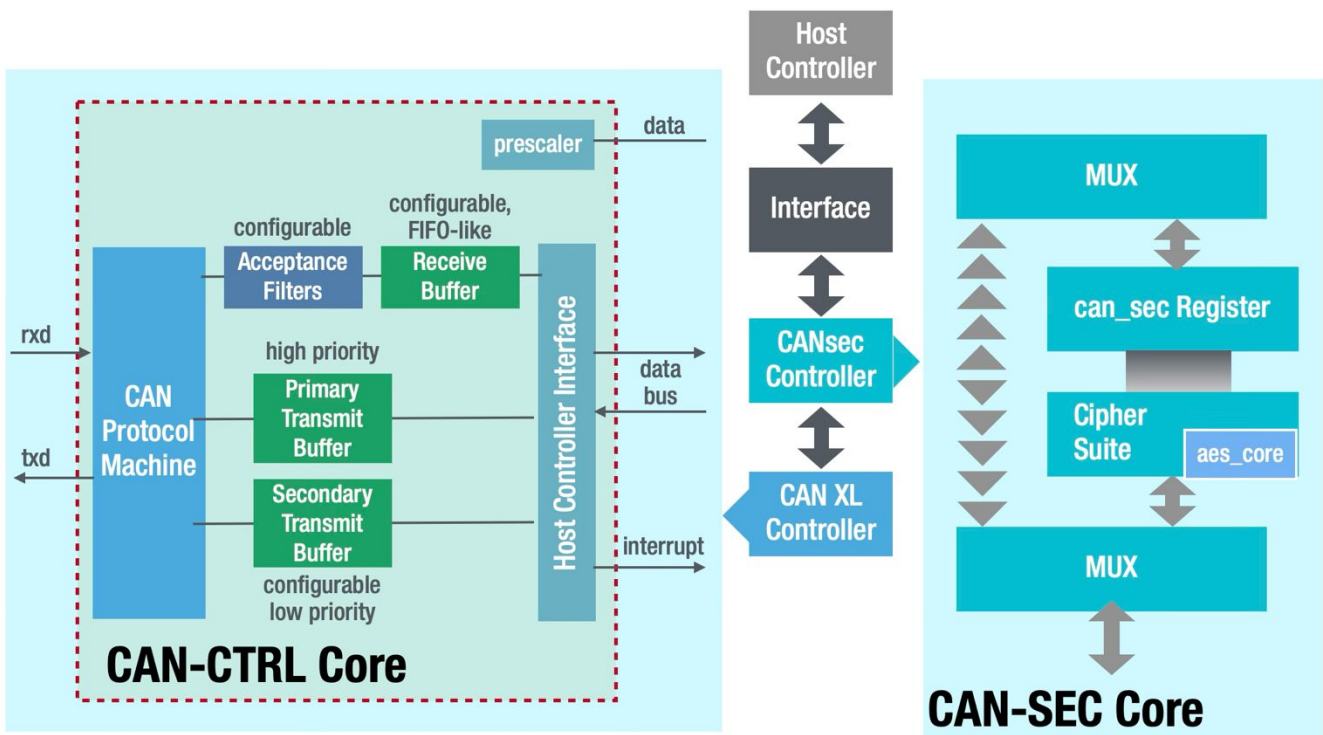 prescaler
data
configurable
Acceptance
Filters
configurable,
FIFO-like
Receive
Buffer
rxd
txd
CAN
Protocol
Machine
high priority
Primary
Transmit
Buffer
Secondary
Transmit
Buffer
configurable
low priority
Host Controller Interface
data
bus
interrupt
CAN-CTRL Core
Host
Controller
Interface
CANsec
Controller
CAN XL
Controller
MUX
can_sec Register
Cipher
Suite
aes_core
MUX
CAN-SEC Core